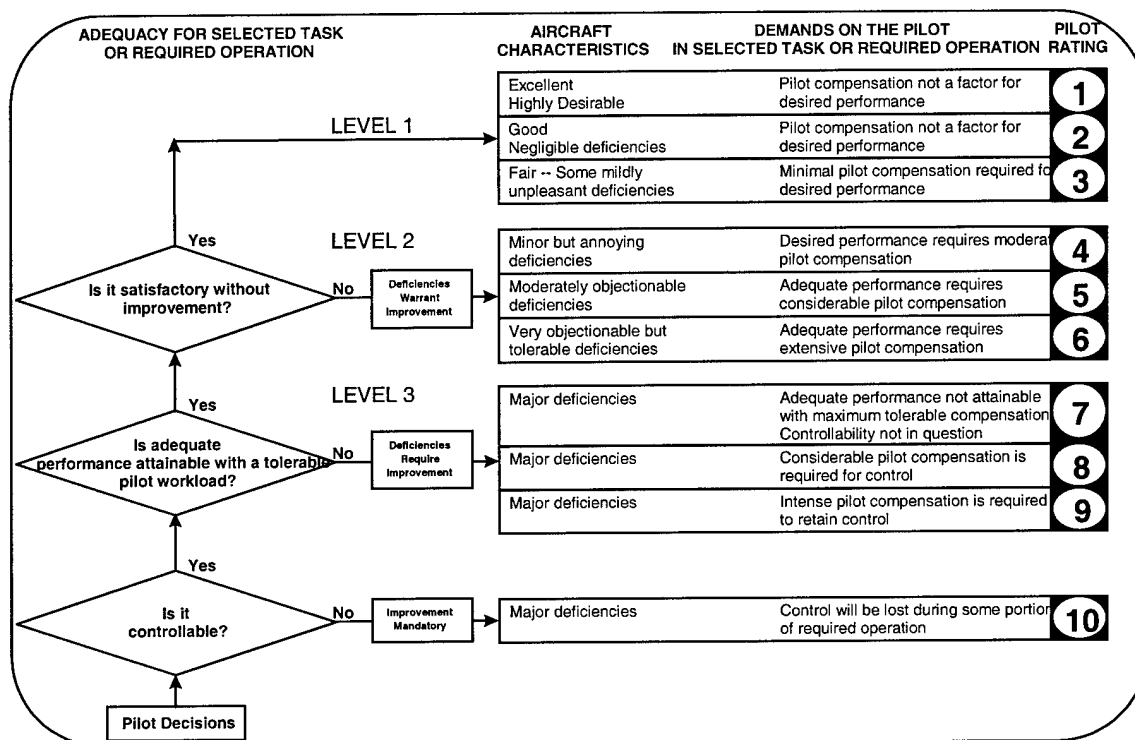 ADEQUACY FOR SELECTED TASK
OR REQUIRED OPERATION
AIRCRAFT
CHARACTERISTICS
DEMANDS ON THE PILOT
IN SELECTED TASK OR REQUIRED OPERATION
PILOT
RATING
LEVEL 1
Excellent
Highly Desirable
Pilot compensation not a factor for
desired performance
1
Good
Negligible deficiencies
Pilot compensation not a factor for
desired performance
2
Fair -- Some mildly
unpleasant deficiencies
Minimal pilot compensation required fo
desired performance
3
Yes
LEVEL 2
Is it satisfactory without
improvement?
No
Deficiencies
Warrant
Improvement
Minor but annoying
deficiencies
Desired performance requires moderat
pilot compensation
4
Moderately objectionable
deficiencies
Adequate performance requires
considerable pilot compensation
5
Very objectionable but
tolerable deficiencies
Adequate performance requires
extensive pilot compensation
6
Yes
LEVEL 3
Is adequate
performance attainable with a tolerable
pilot workload?
No
Deficiencies
Require
Improvement
Major deficiencies
Adequate performance not attainable
with maximum tolerable compensation
Controllability not in question
7
Major deficiencies
Considerable pilot compensation is
required for control
8
Major deficiencies
Intense pilot compensation is required
to retain control
9
Yes
Is it
controllable?
No
Improvement
Mandatory
Major deficiencies
Control will be lost during some portion
of required operation
10
Pilot Decisions